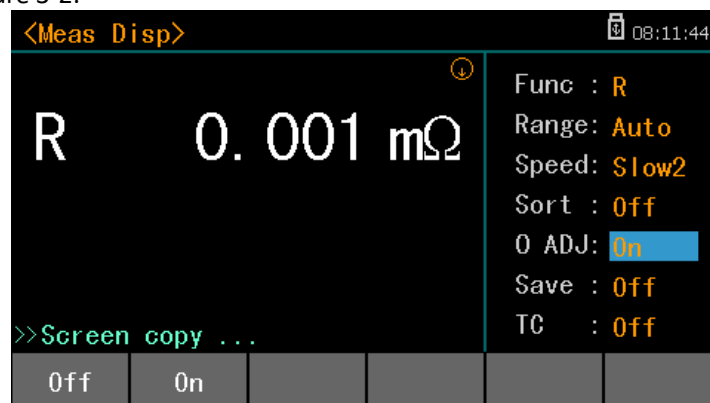 <Meas Disp>
08:11:44
R 0.001 mΩ
Func : R
Range: Auto
Speed: Slow2
Sort : Off
O ADJ: On
Save : Off
TC : Off
>>Screen copy ...
Off On